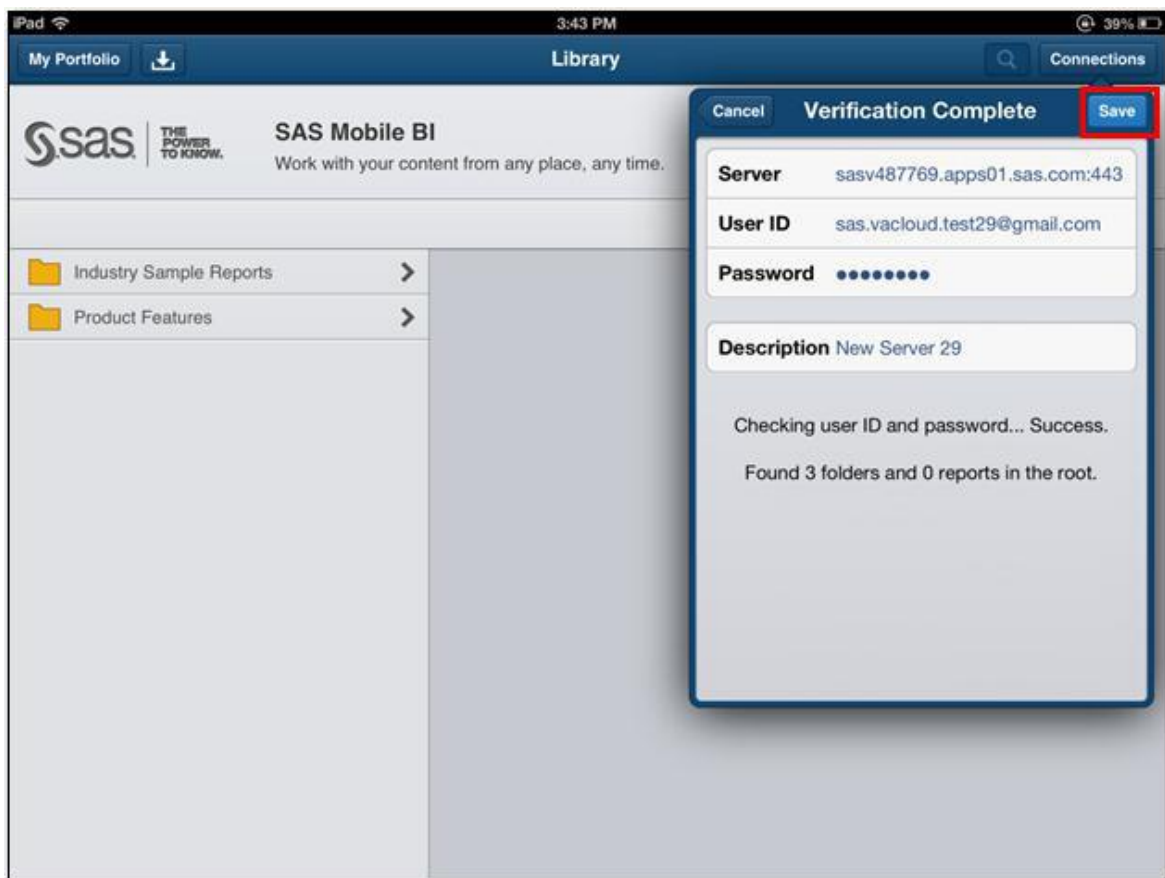 iPad 3:43 PM 39%
My Portfolio Library Connections
Ssas THE POWER TO KNOW.
SAS Mobile BI
Work with your content from any place, any time.
Industry Sample Reports
Product Features
Cancel Verification Complete Save
Server sasv487769.apps01.sas.com:443
User ID sas.vacloud.test29@gmail.com
Password ●●●●●●●●
Description New Server 29
Checking user ID and password... Success.
Found 3 folders and 0 reports in the root.